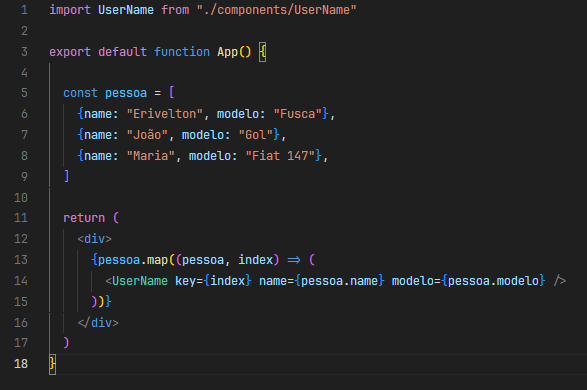 1 import UserName from "./components/UserName"
2
3 export default function App() {
4
5 const pessoa = [
6 {name: "Erivelton", modelo: "Fusca"},
7 {name: "João", modelo: "Gol"},
8 {name: "Maria", modelo: "Fiat 147"},
9 ]
10
11 return (
12 <div>
13 {pessoa.map((pessoa, index) => (
14 <UserName key={index} name={pessoa.name} modelo={pessoa.modelo} />
15 ))}
16 </div>
17 )
18 }